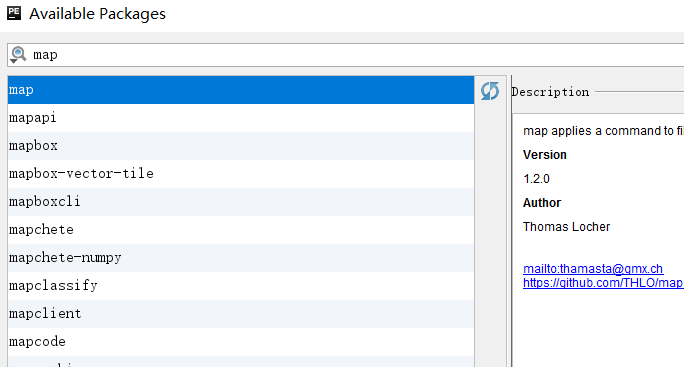 PE Available Packages
map
map
mapapi
mapbox
mapbox-vector-tile
mapboxcli
mapchete
mapchete-numpy
mapclassify
mapclient
mapcode
Description
map applies a command to fi
Version
1.2.0
Author
Thomas Locher
mailto:thamasta@gmx.ch
https://github.com/THLO/map